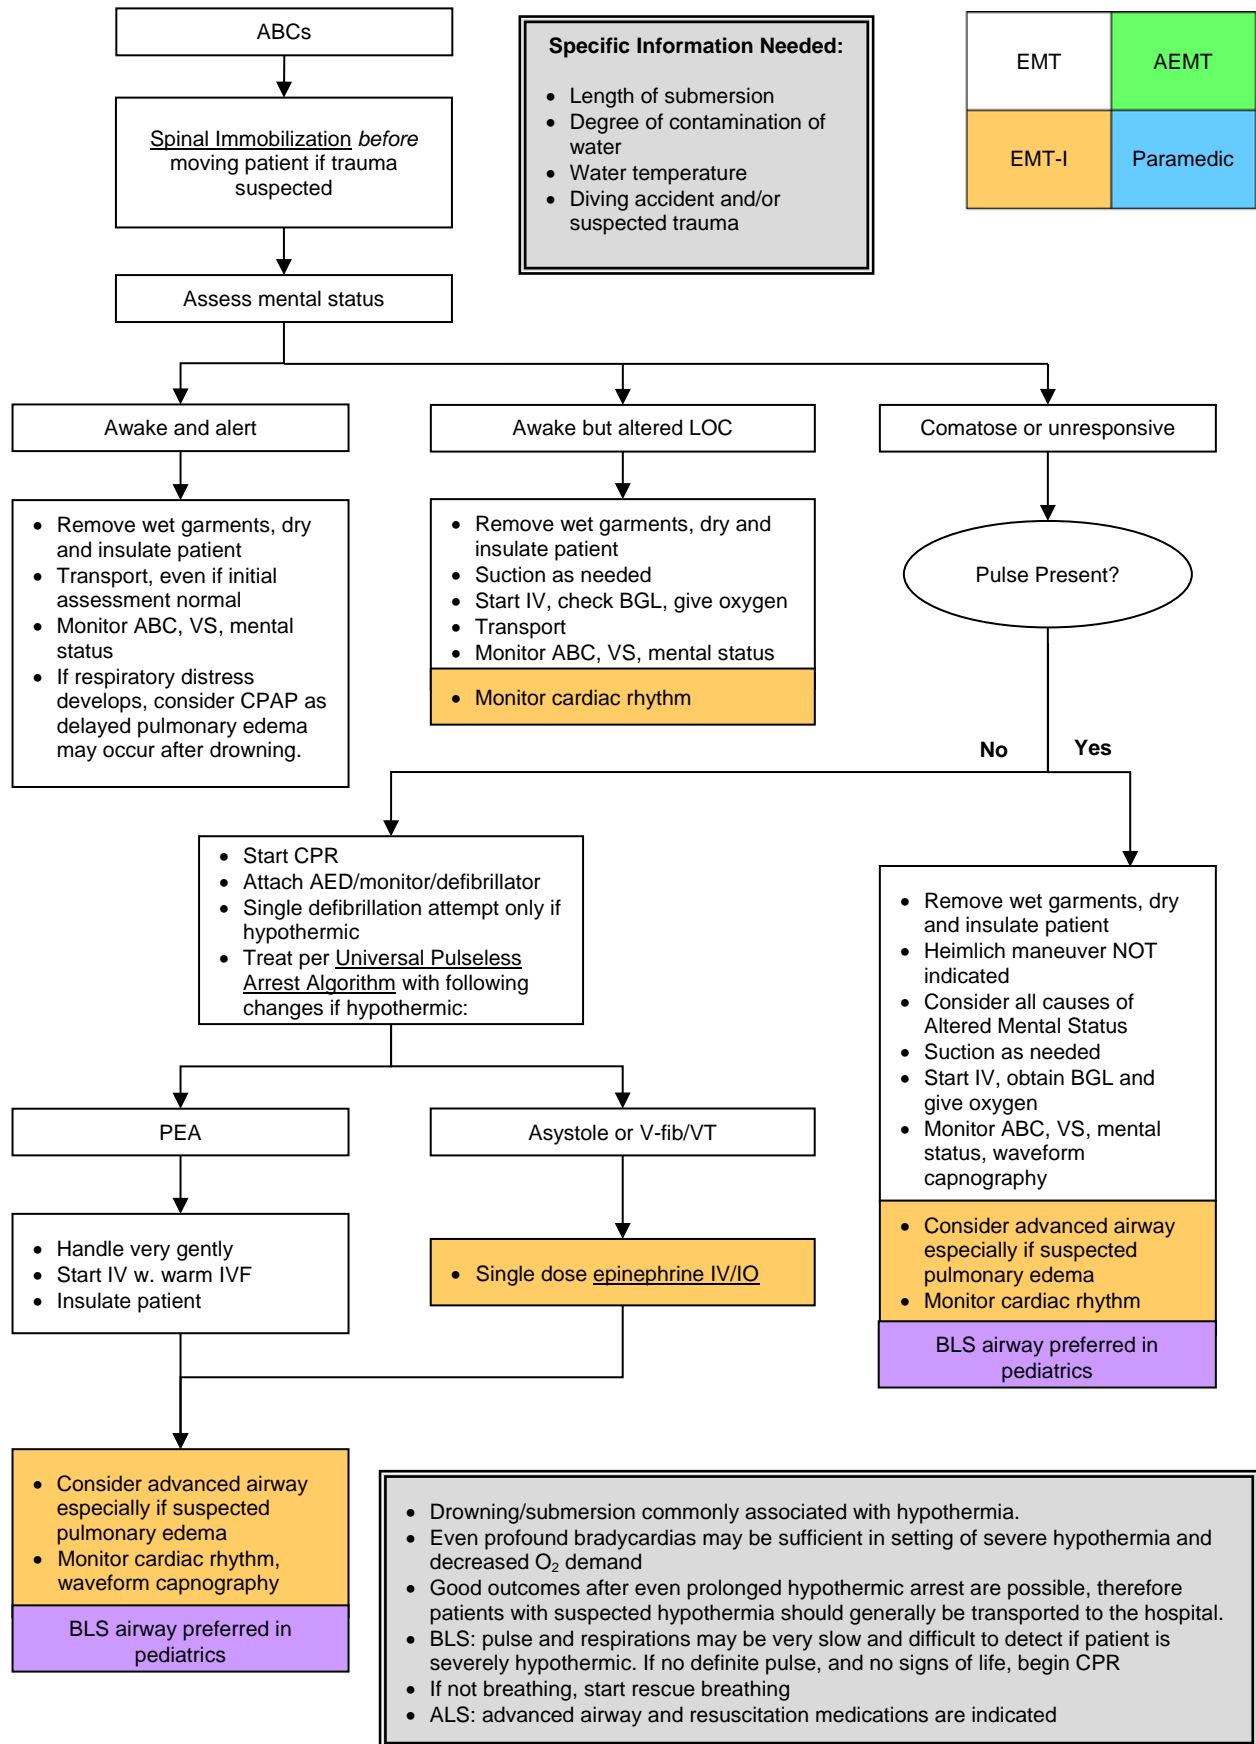 ABCs
Specific Information Needed:
• Length of submersion
• Degree of contamination of
water
• Water temperature
• Diving accident and/or
suspected trauma
EMT
AEMT
EMT-I
Paramedic
Spinal Immobilization before
moving patient if trauma
suspected
Assess mental status
Awake and alert
Awake but altered LOC
Comatose or unresponsive
• Remove wet garments, dry
and insulate patient
• Transport, even if initial
assessment normal
• Monitor ABC, VS, mental
status
• If respiratory distress
develops, consider CPAP as
delayed pulmonary edema
may occur after drowning.
• Remove wet garments, dry and
insulate patient
• Suction as needed
• Start IV, check BGL, give oxygen
• Transport
• Monitor ABC, VS, mental status
• Monitor cardiac rhythm
Pulse Present?
No
Yes
• Start CPR
• Attach AED/monitor/defibrillator
• Single defibrillation attempt only if
hypothermic
• Treat per Universal Pulseless
Arrest Algorithm with following
changes if hypothermic:
• Remove wet garments, dry
and insulate patient
• Heimlich maneuver NOT
indicated
• Consider all causes of
Altered Mental Status
• Suction as needed
• Start IV, obtain BGL and
give oxygen
• Monitor ABC, VS, mental
status, waveform
capnography
• Consider advanced airway
especially if suspected
pulmonary edema
• Monitor cardiac rhythm
BLS airway preferred in
pediatrics
PEA
Asystole or V-fib/VT
• Handle very gently
• Start IV w. warm IVF
• Insulate patient
• Single dose epinephrine IV/IO
• Consider advanced airway
especially if suspected
pulmonary edema
• Monitor cardiac rhythm,
waveform capnography
BLS airway preferred in
pediatrics
• Drowning/submersion commonly associated with hypothermia.
• Even profound bradycardias may be sufficient in setting of severe hypothermia and
decreased O₂ demand
• Good outcomes after even prolonged hypothermic arrest are possible, therefore
patients with suspected hypothermia should generally be transported to the hospital.
• BLS: pulse and respirations may be very slow and difficult to detect if patient is
severely hypothermic. If no definite pulse, and no signs of life, begin CPR
• If not breathing, start rescue breathing
• ALS: advanced airway and resuscitation medications are indicated